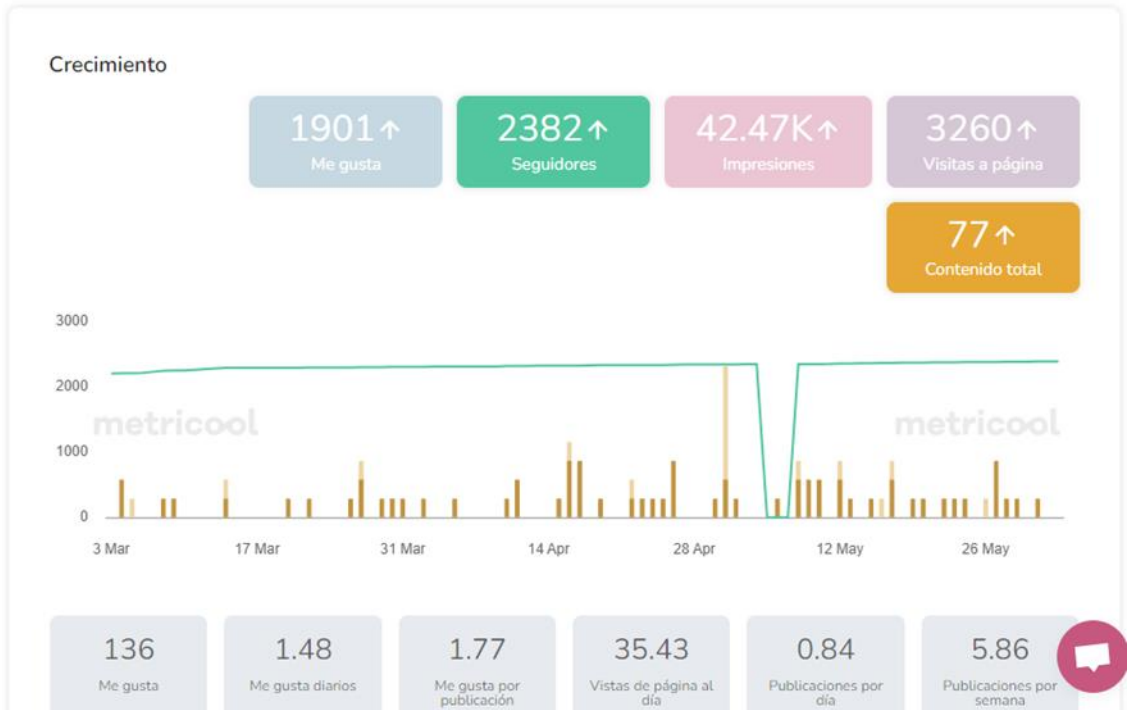 Crecimiento
1901↑
Me gusta
2382↑
Seguidores
42.47K↑
Impresiones
3260↑
Visitas a página
77↑
Contenido total
3000
2000
1000
0
metricool
metricool
3 Mar
17 Mar
31 Mar
14 Apr
28 Apr
12 May
26 May
136
Me gusta
1.48
Me gusta diarios
1.77
Me gusta por
publicación
35.43
Vistas de página al
día
0.84
Publicaciones por
día
5.86
Publicaciones por
semana